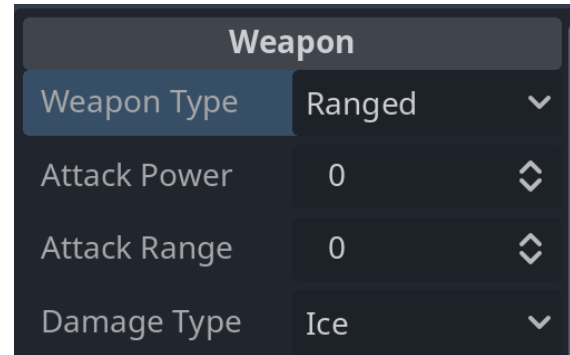 Weapon
Weapon Type Ranged
Attack Power 0
Attack Range 0
Damage Type Ice